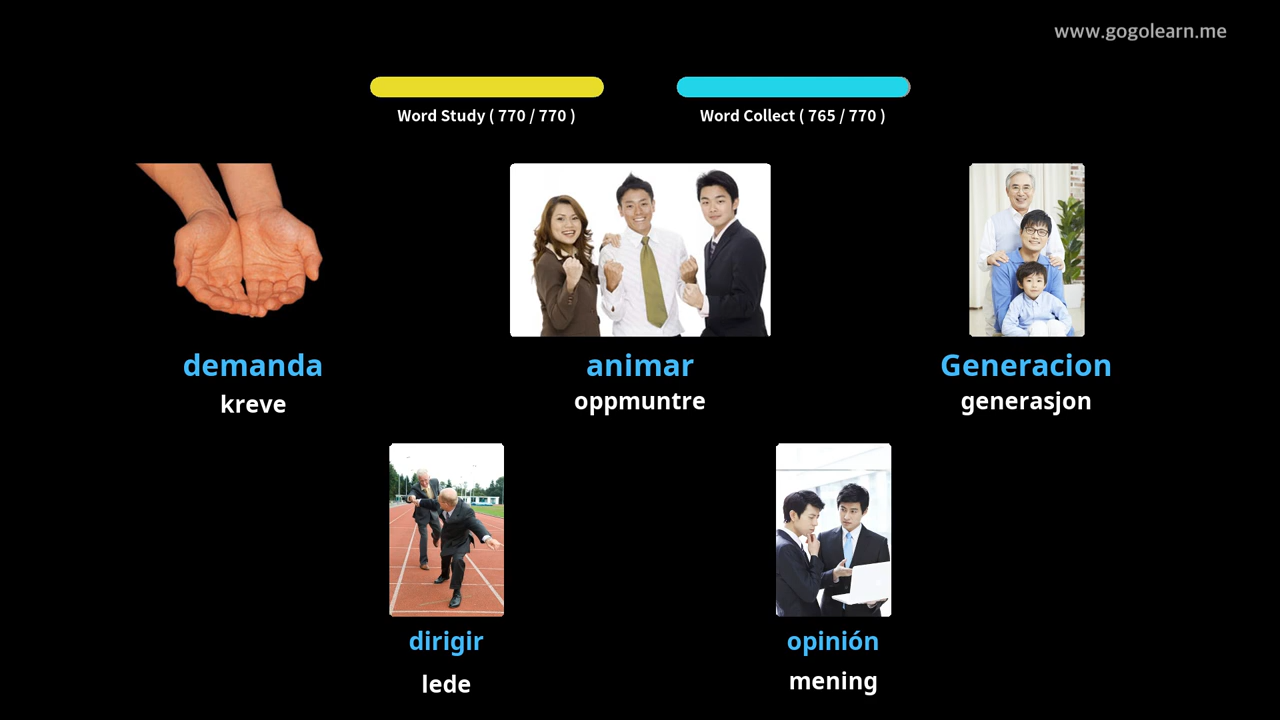 www.gogolearn.me
Word Study ( 770 / 770 )
Word Collect ( 765 / 770 )
demanda
kreve
animar
oppmuntre
Generacion
generasjon
dirigir
lede
opinión
mening